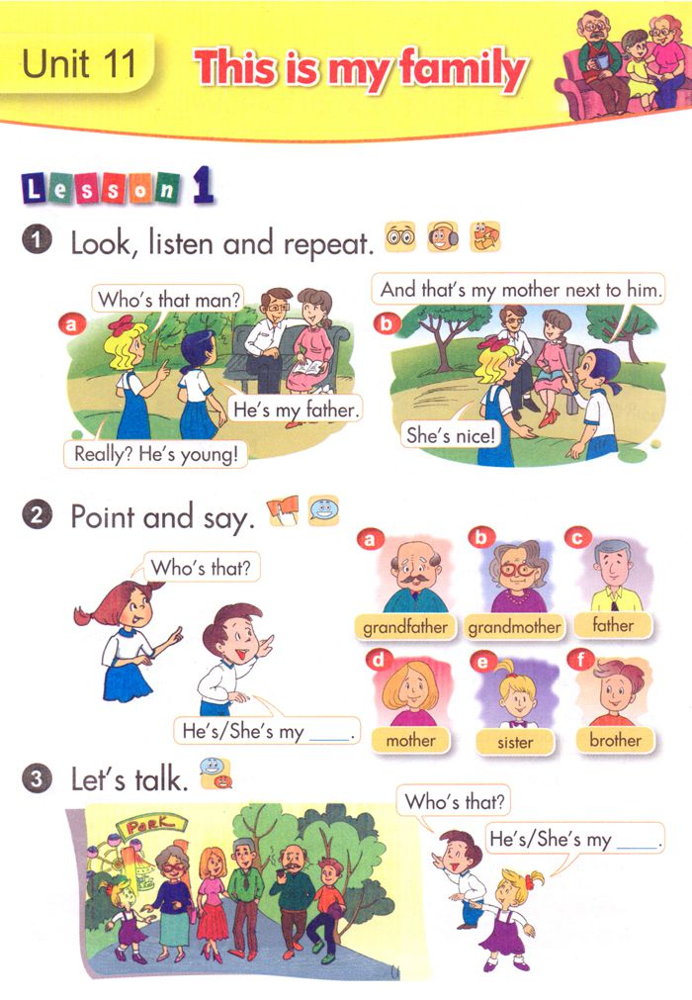 Unit 11
This is my family
Lesson 1
1 Look, listen and repeat.
a
Who's that man?
He's my father.
Really? He's young!
b
And that's my mother next to him.
She's nice!
2 Point and say.
Who's that?
He's/She's my _____.
a
grandfather
b
grandmother
c
father
d
mother
e
sister
f
brother
3 Let's talk.
PARK
Who's that?
He's/She's my _____.